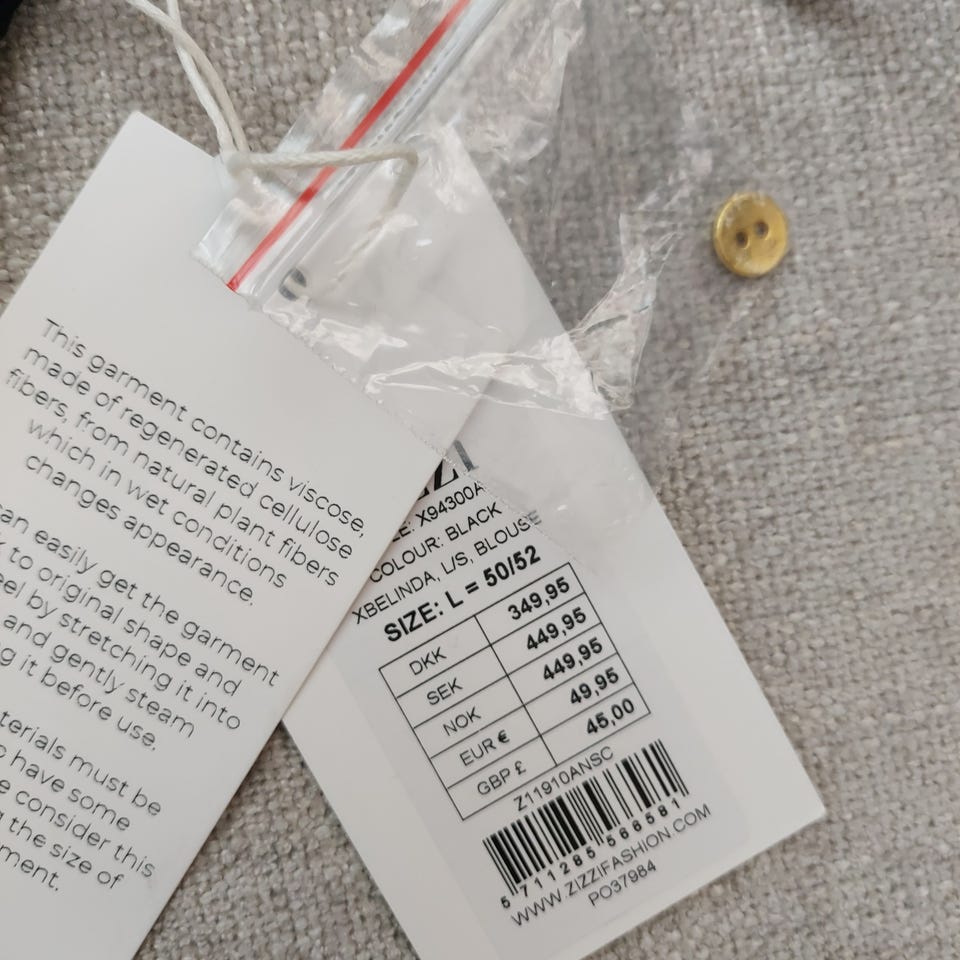 This garment contains viscose,
made of regenerated cellulose
fibers, from natural plant fibers
which in wet conditions
changes appearance.
can easily get the garment
to original shape and
by stretching it into
and gently steam
it before use.
must be
have some
consider this
the size of
X94300A
COLOUR: BLACK
XBELINDA, L/S, BLOUSE
SIZE: L = 50/52
DKK 349,95
SEK 449,95
NOK 449,95
EUR € 49,95
GBP £ 45,00
Z11910ANSC
5 711285 566581
WWW.ZIZZIFASHION.COM
PO37984